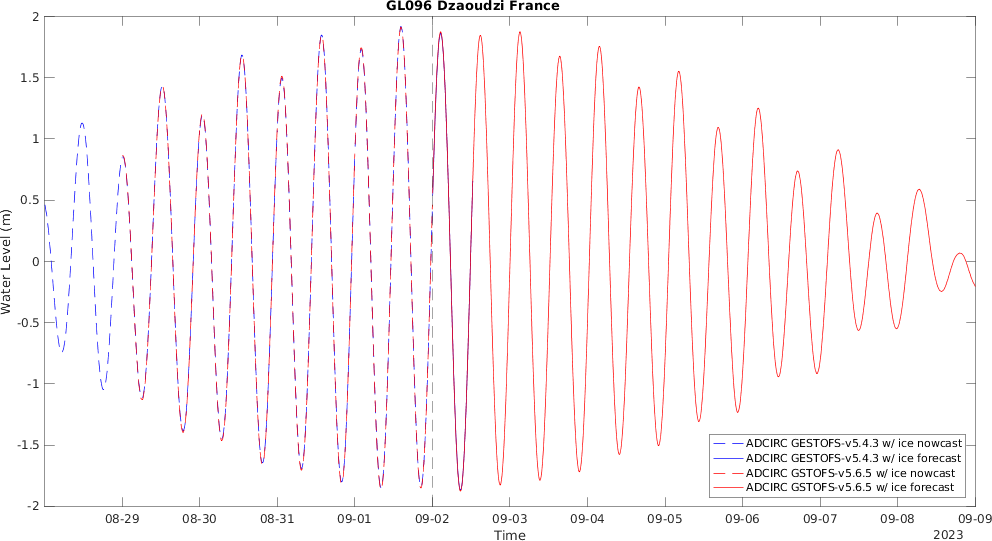 GL096 Dzaoudzi France
2
1.5
1
0.5
0
-0.5
-1
-1.5
-2
Water Level (m)
ADCIRC GESTOFS-v5.4.3 w/ ice nowcast
ADCIRC GESTOFS-v5.4.3 w/ ice forecast
ADCIRC GSTOFS-v5.6.5 w/ ice nowcast
ADCIRC GSTOFS-v5.6.5 w/ ice forecast
08-29 08-30 08-31 09-01 09-02 09-03 09-04 09-05 09-06 09-07 09-08 09-09
Time
2023